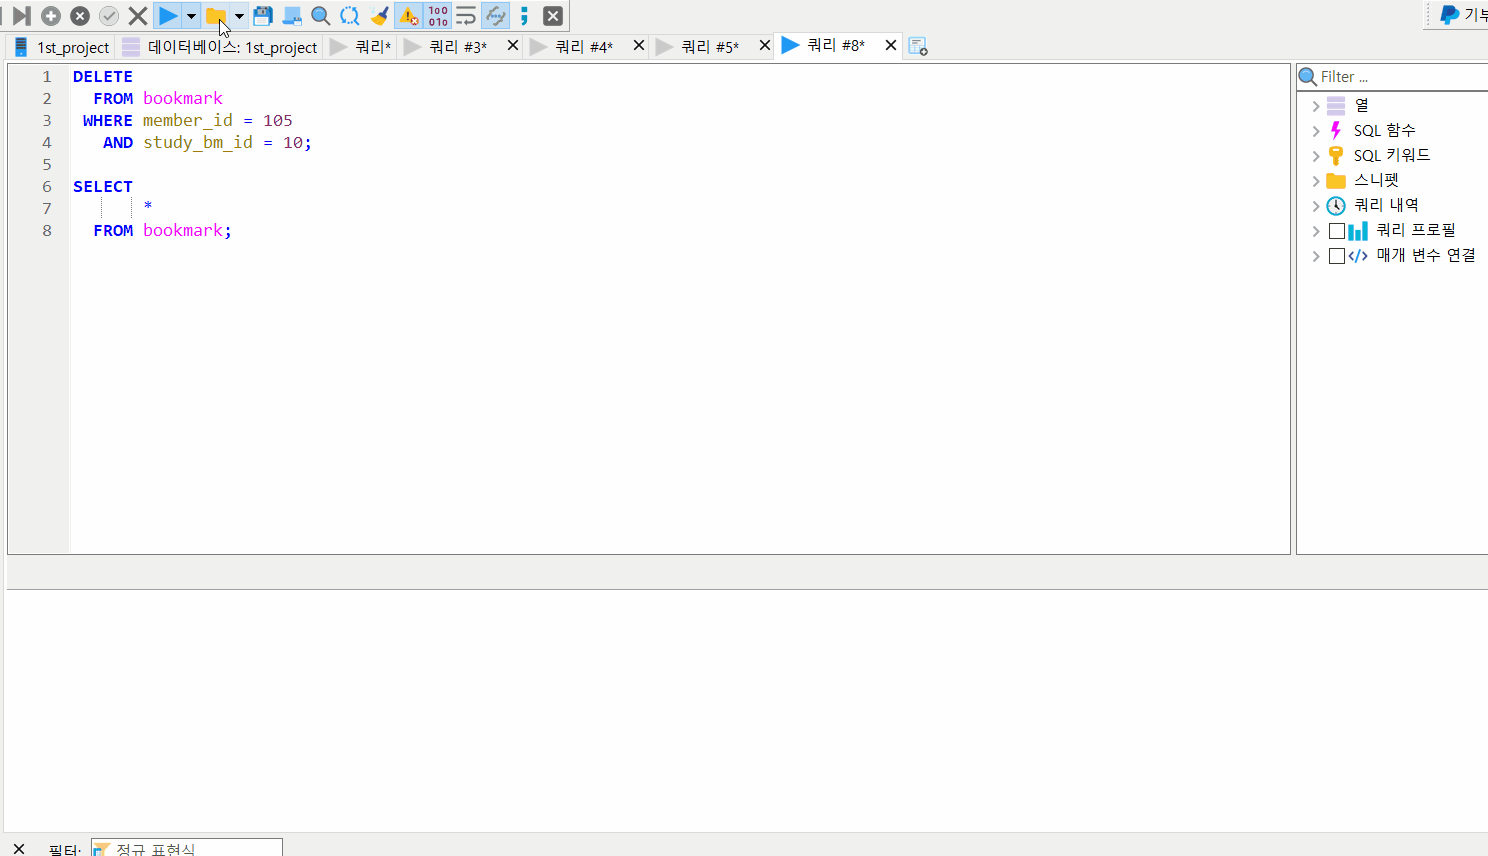 기부
1st_project 데이터베이스: 1st_project 쿼리* 쿼리 #3* 쿼리 #4* 쿼리 #5* 쿼리 #8*
1 DELETE
2 FROM bookmark
3 WHERE member_id = 105
4 AND study_bm_id = 10;
5
6 SELECT
7 *
8 FROM bookmark;
Filter ...
열
SQL 함수
SQL 키워드
스니펫
쿼리 내역
쿼리 프로필
매개 변수 연결
필터: 정규 표현식